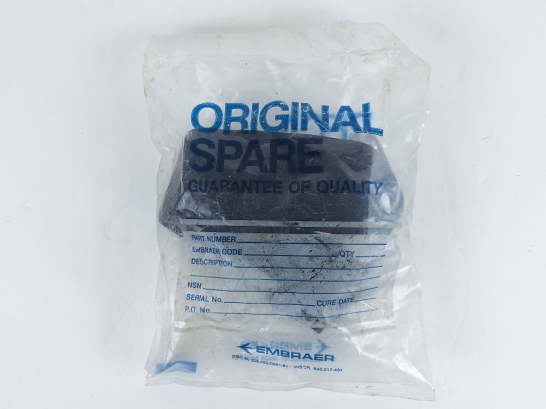 ORIGINAL
SPARE
GUARANTEE OF QUALITY
PART NUMBER
EMBRAER CODE QTY
DESCRIPTION
NSN
SERIAL No. CURE DATE
P.O. No.
EMBRAER